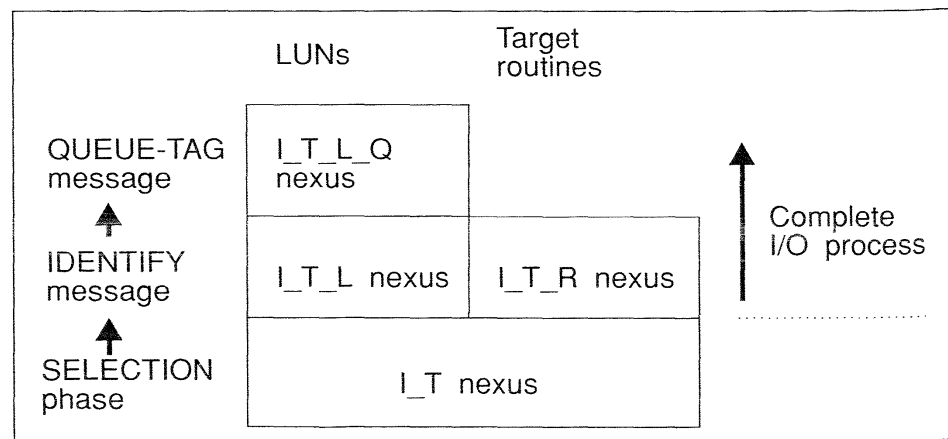 LUNs
Target
routines
QUEUE-TAG
message
I_T_L_Q
nexus
IDENTIFY
message
I_T_L nexus
I_T_R nexus
Complete
I/O process
SELECTION
phase
I_T nexus